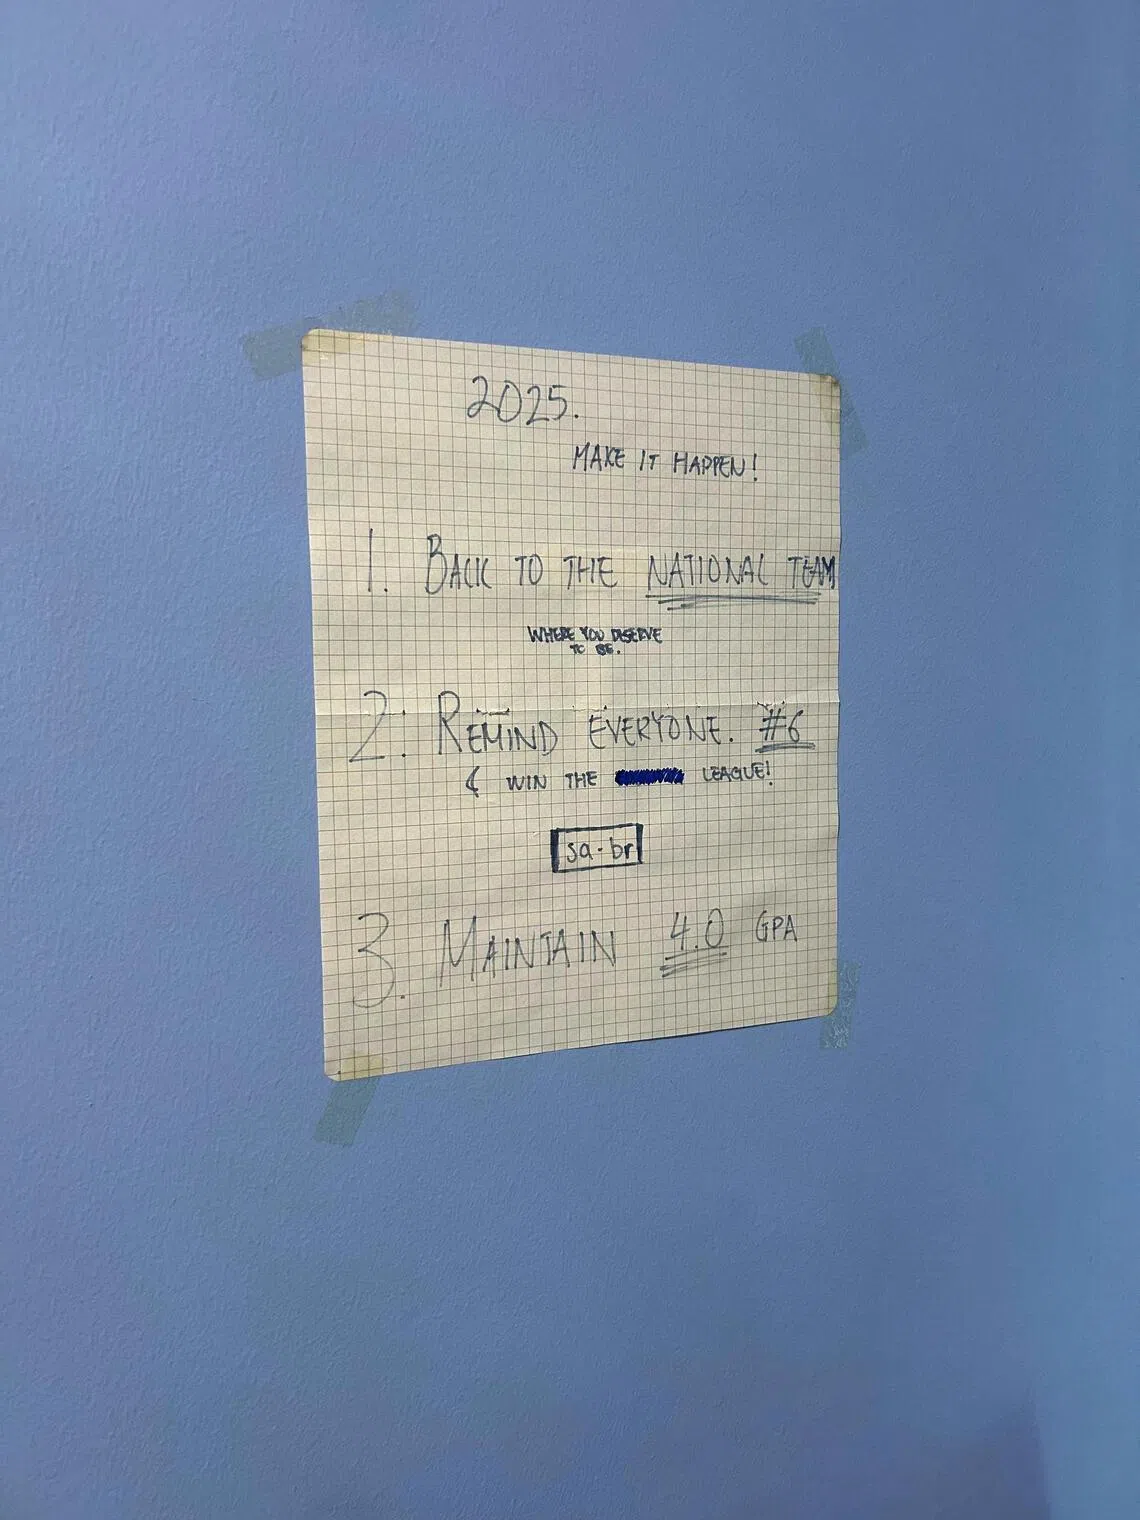 2025.
MAKE IT HAPPEN!
1. BACK TO THE NATIONAL TEAM
WHERE YOU DESERVE
TO BE.
2. REMIND EVERYONE. #6
& WIN THE LEAGUE!
sa-br
3. MAINTAIN 4.0 GPA